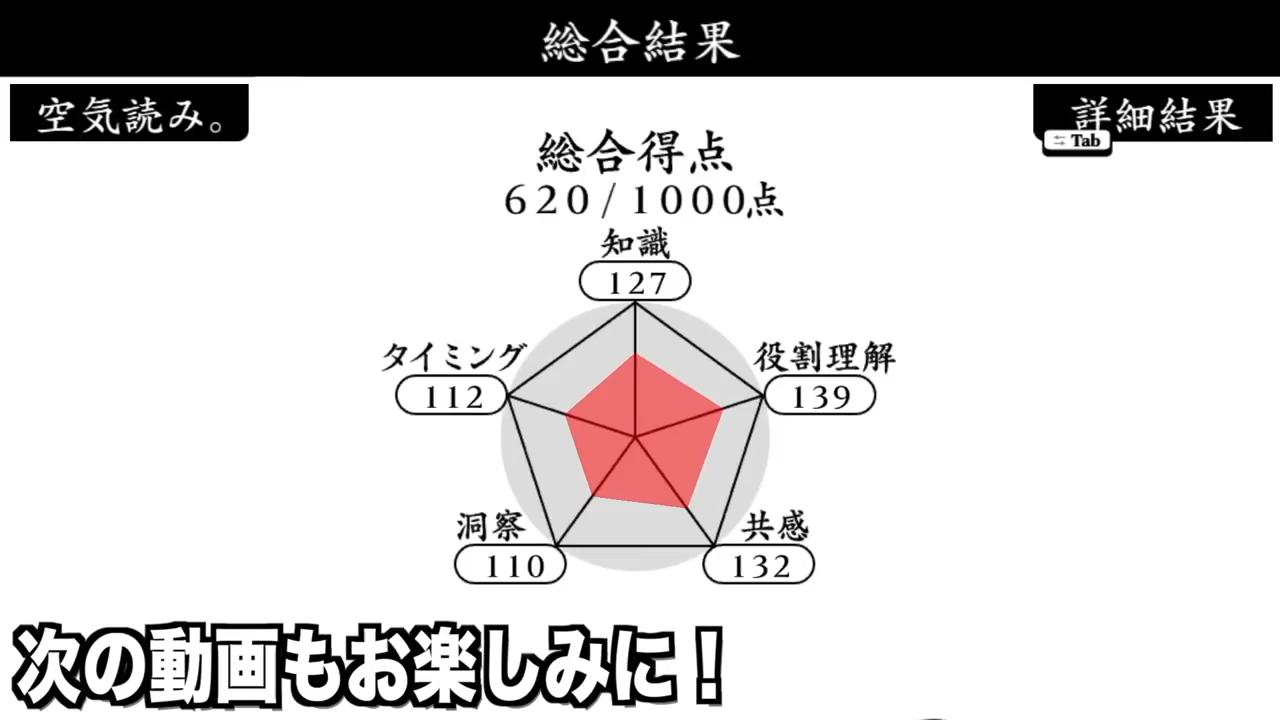 総合結果
空気読み。
詳細結果
Tab
総合得点
620/1000点
知識
127
タイミング
112
役割理解
139
洞察
110
共感
132
次の動画もお楽しみに！